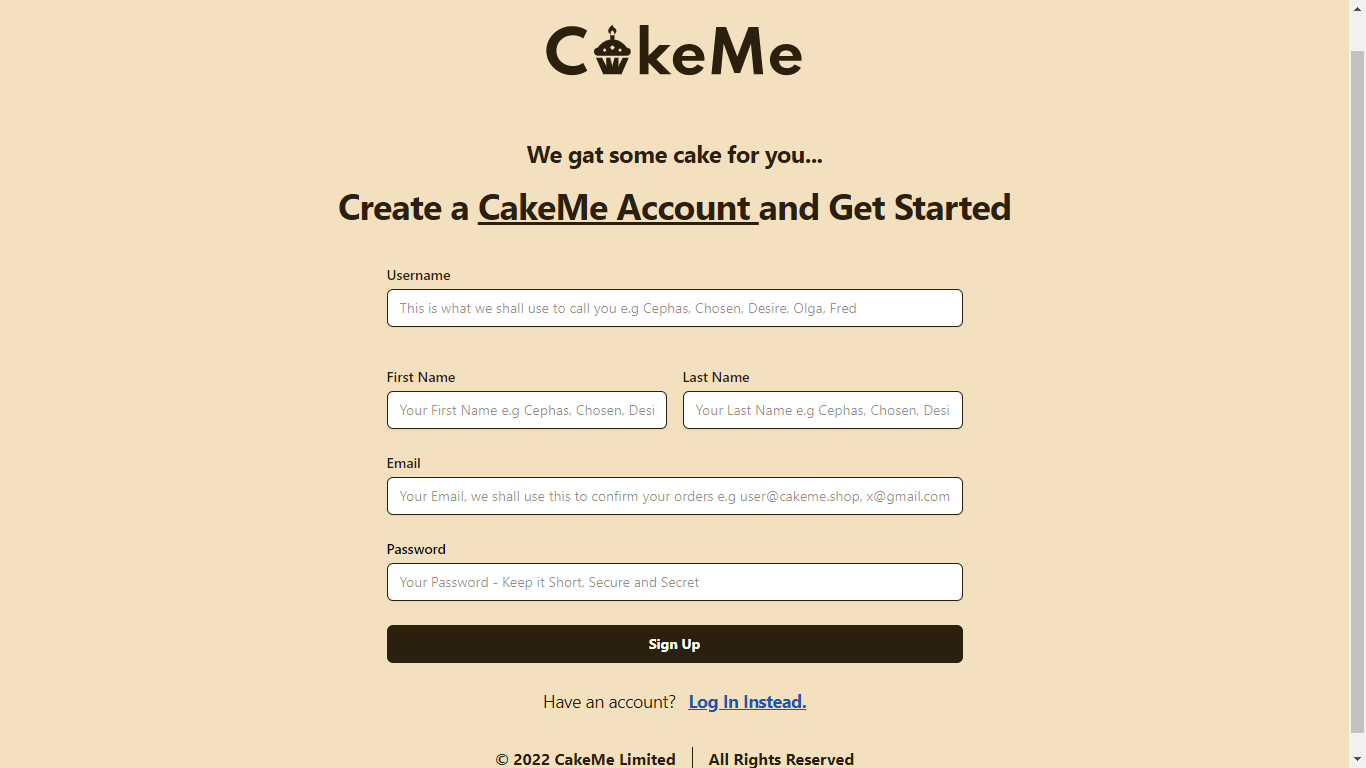 CakeMe
We gat some cake for you...
Create a CakeMe Account and Get Started
Username
This is what we shall use to call you e.g Cephas, Chosen, Desire, Olga, Fred
First Name
Last Name
Your First Name e.g Cephas, Chosen, Desi
Your Last Name e.g Cephas, Chosen, Desi
Email
Your Email, we shall use this to confirm your orders e.g user@cakeme.shop, x@gmail.com
Password
Your Password - Keep it Short, Secure and Secret
Sign Up
Have an account? Log In Instead.
© 2022 CakeMe Limited | All Rights Reserved